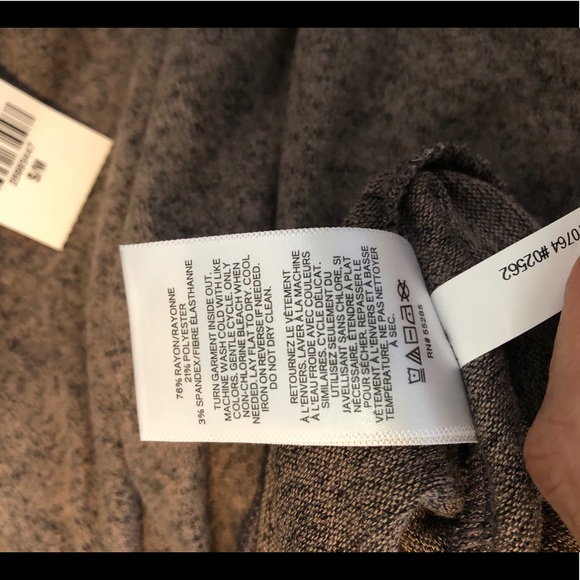 76% RAYON/RAYONNE
21% POLYESTER
3% SPANDEX/FIBRE ÉLASTHANNE
TURN GARMENT INSIDE OUT.
MACHINE WASH COLD WITH LIKE
COLORS, GENTLE CYCLE. ONLY
NON-CHLORINE BLEACH WHEN
NEEDED. LAY FLAT TO DRY. COOL
IRON ON REVERSE IF NEEDED.
DO NOT DRY CLEAN.
RETOURNEZ LE VÊTEMENT
À L'ENVERS, LAVER À LA MACHINE
À L'EAU FROIDE AVEC COULEURS
SIMILAIRES, CYCLE DÉLICAT.
UTILISEZ SEULEMENT DU
JAVELLISANT SANS CHLORE, SI
NÉCESSAIRE. ÉTENDRE À PLAT
POUR SÉCHER. REPASSER LE
VÊTEMENT À L'ENVERS ET À BASSE
TEMPÉRATURE. NE PAS NETTOYER
À SEC.
RN# 55285
0764 #02562
S/M